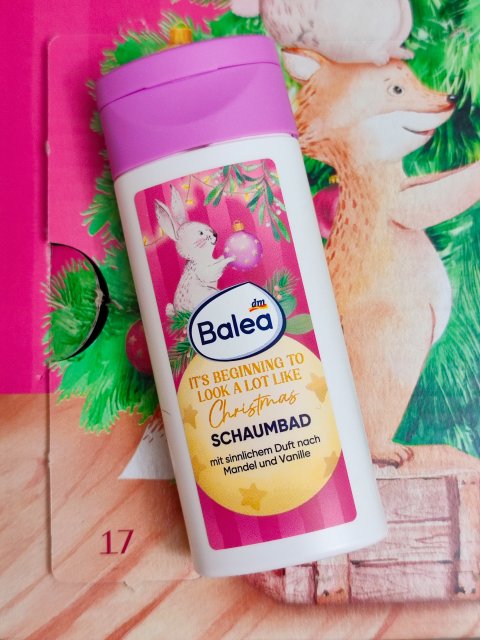 dm
Balea
IT'S BEGINNING TO
LOOK A LOT LIKE
Christmas
SCHAUMBAD
mit sinnlichem Duft nach
Mandel und Vanille
17